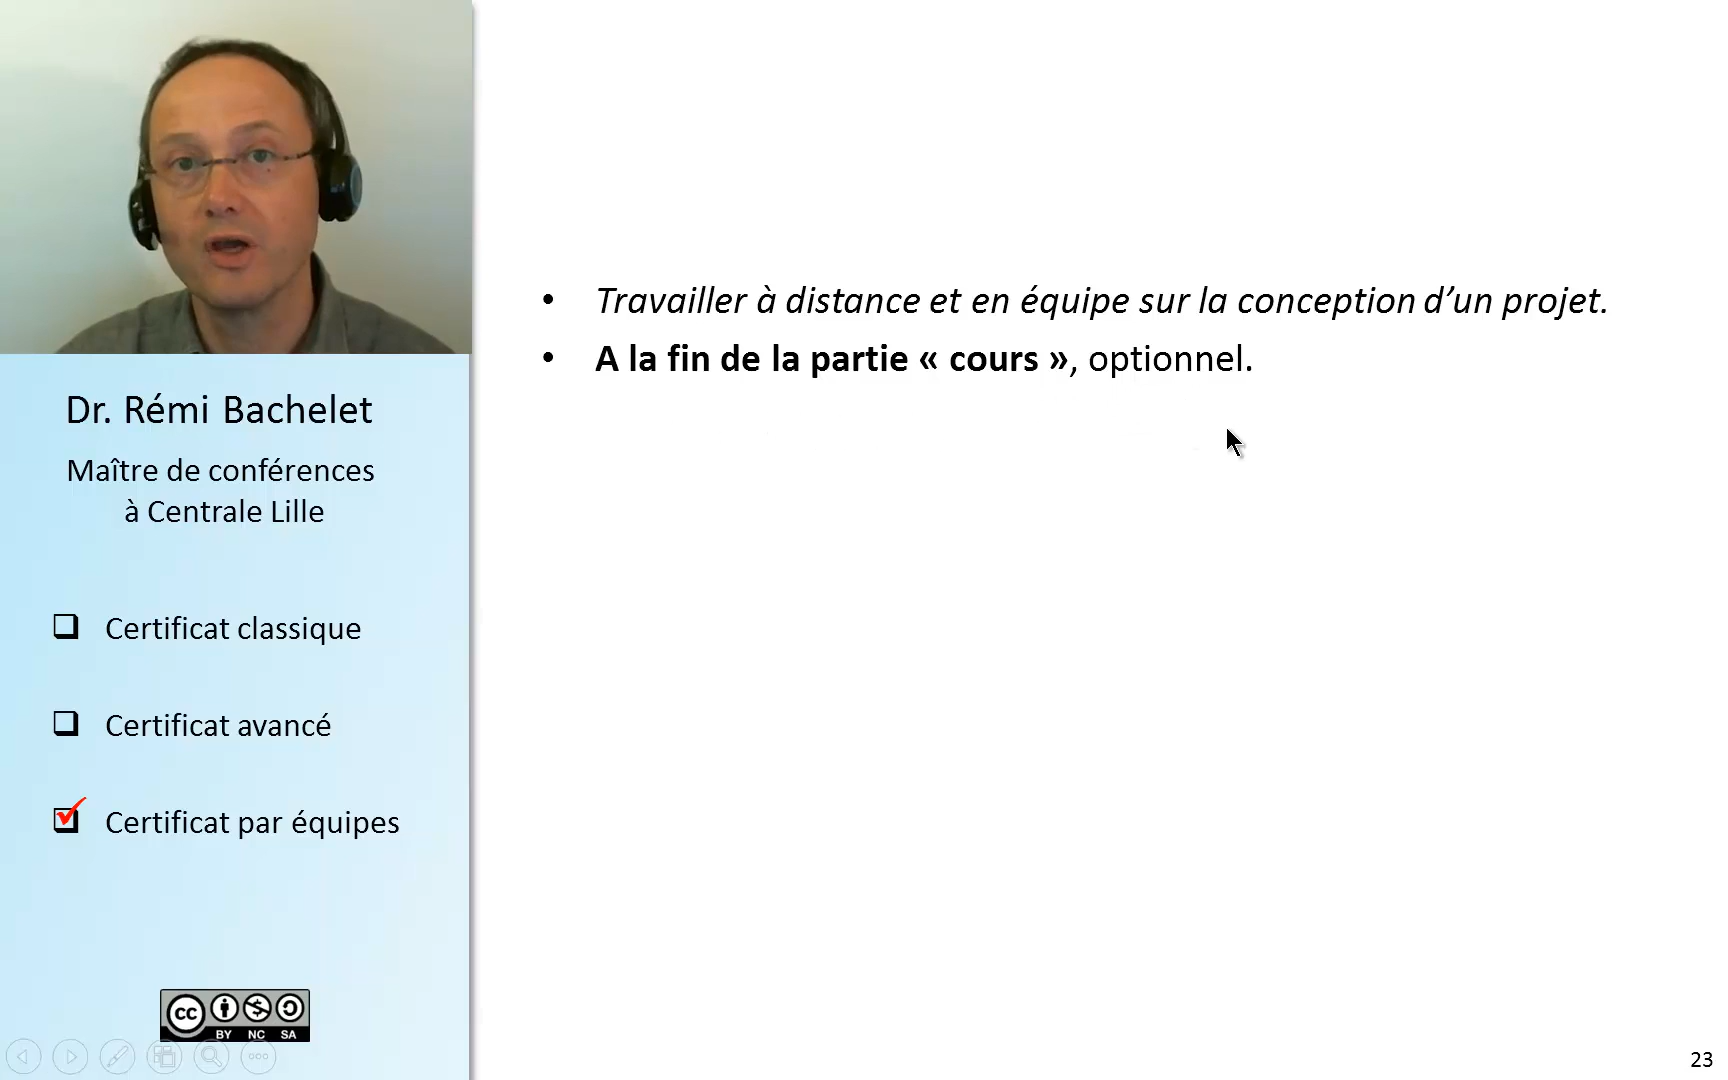 Dr. Rémi Bachelet
Maître de conférences
à Centrale Lille
Certificat classique
Certificat avancé
Certificat par équipes
cc
BY NC SA
• Travailler à distance et en équipe sur la conception d’un projet.
• A la fin de la partie « cours », optionnel.
23